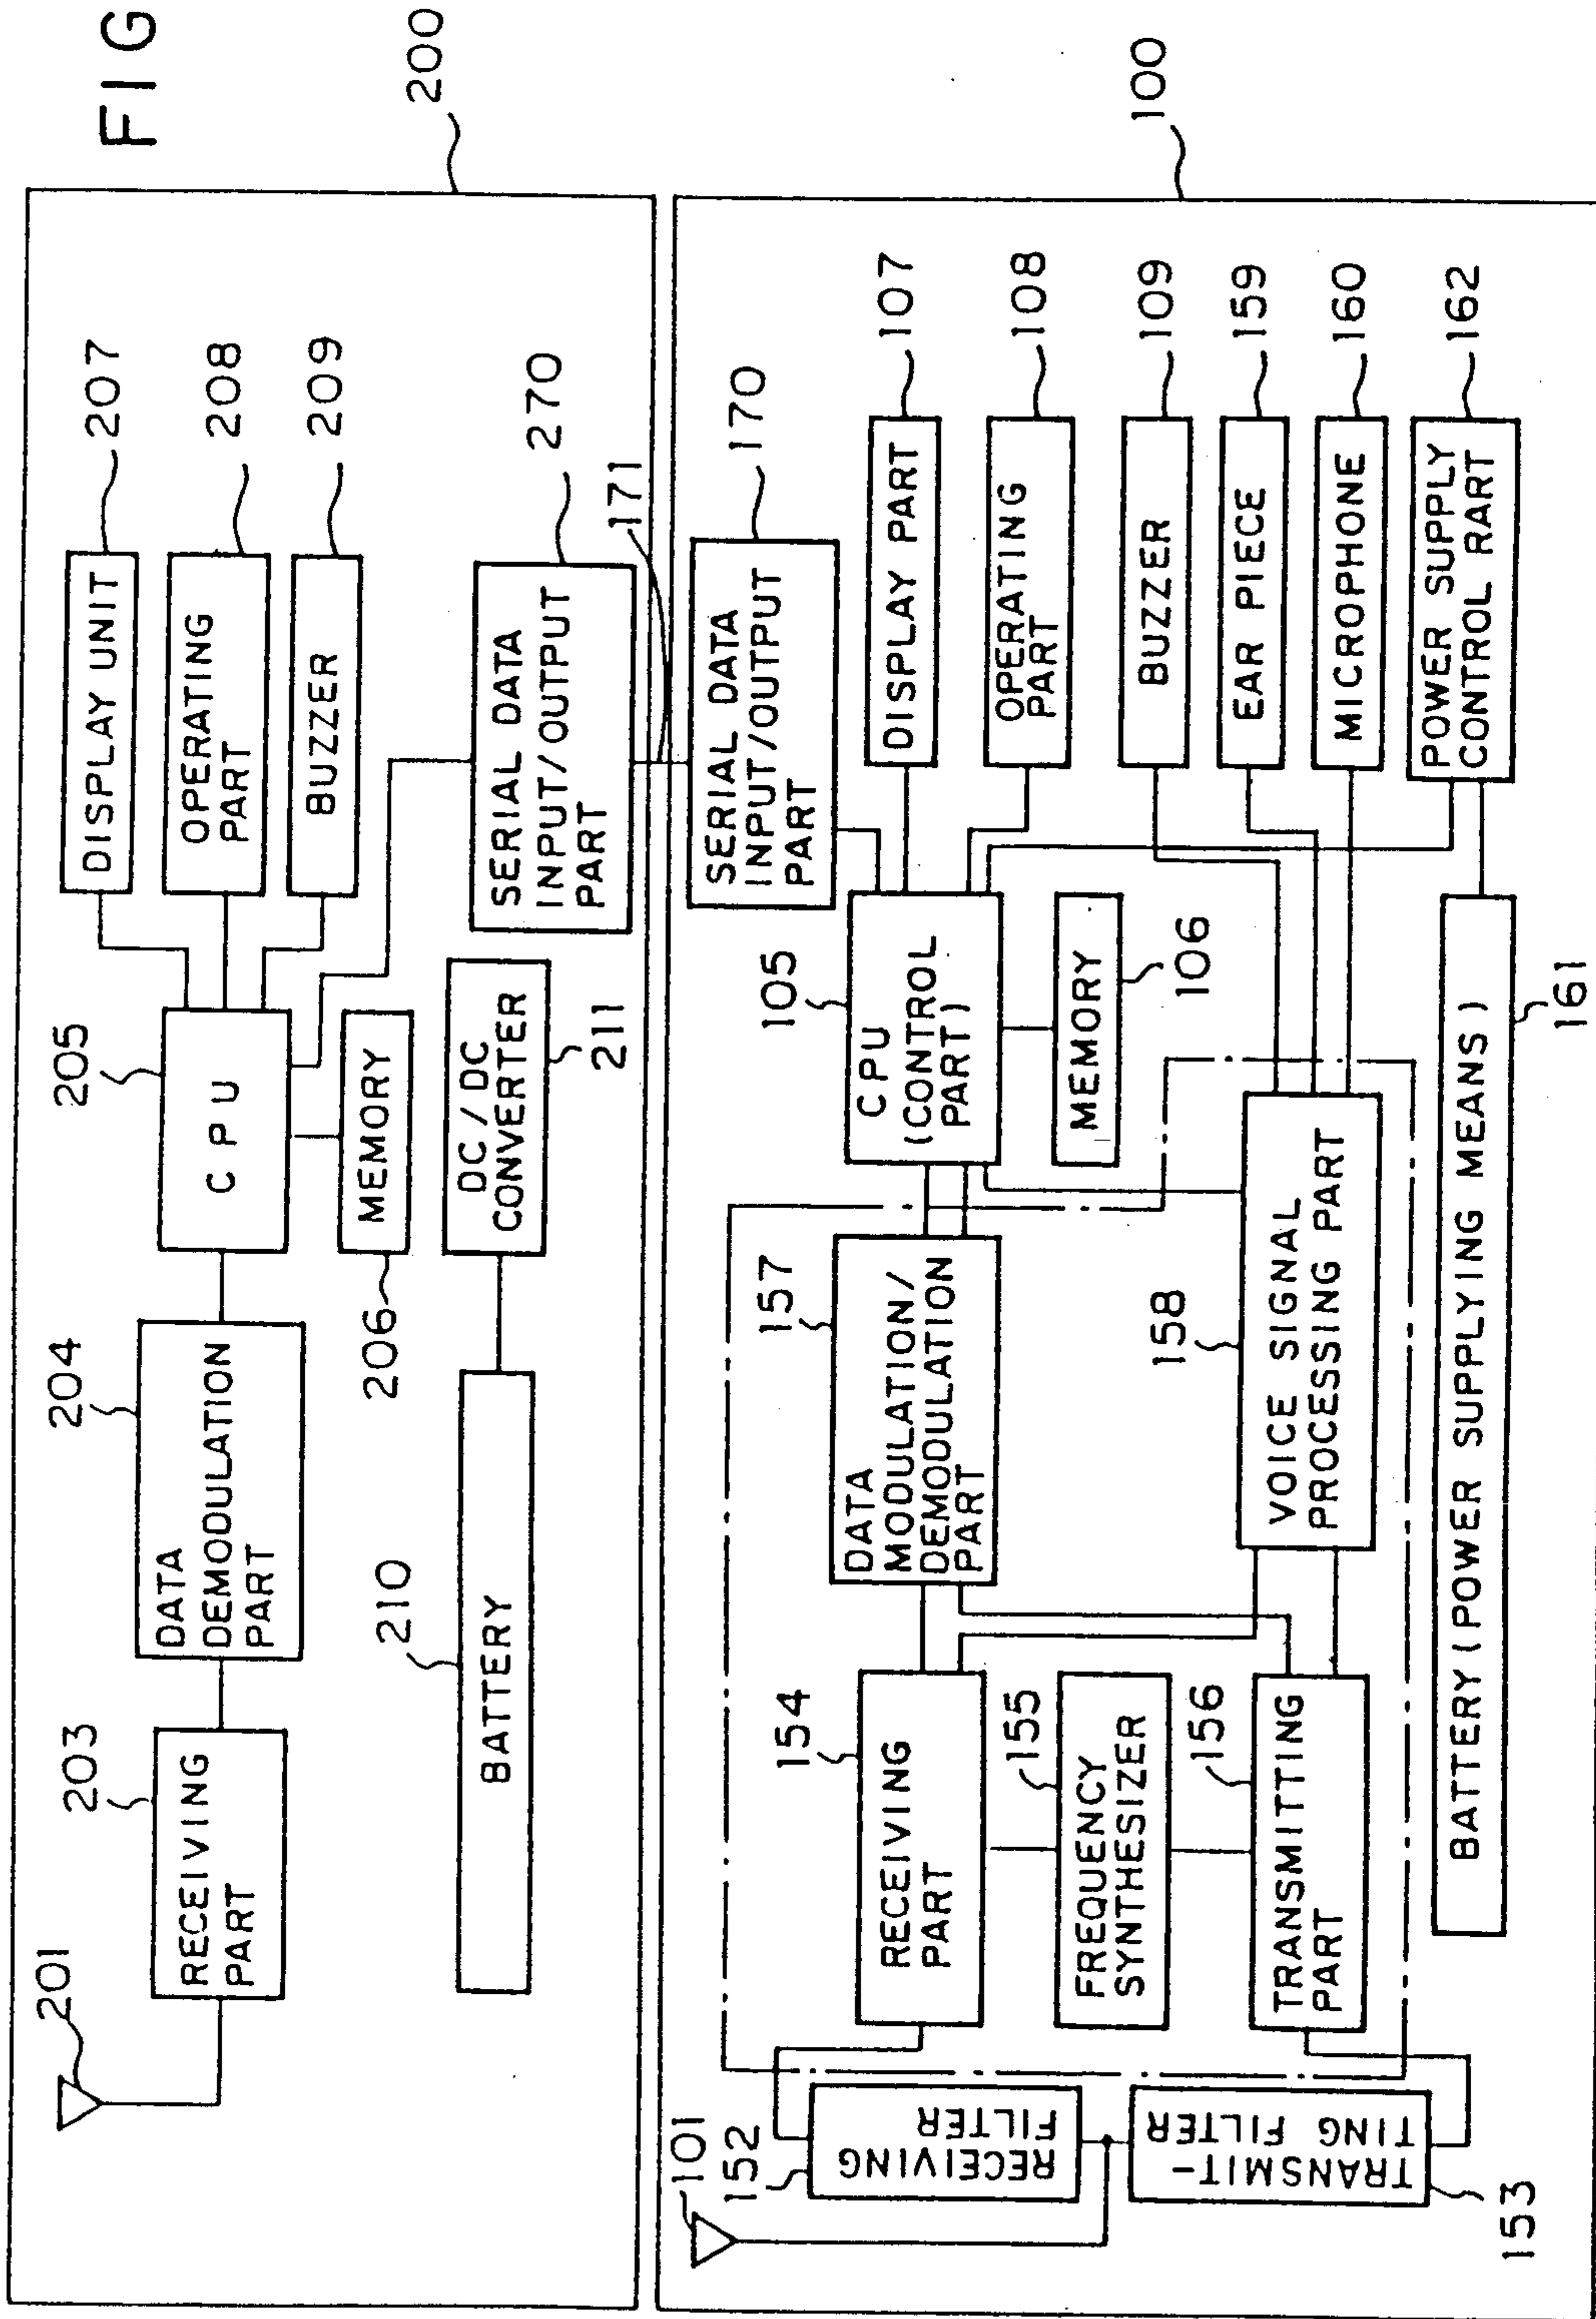 FIG
200
201
203
RECEIVING
PART
204
DATA
DEMODULATION
PART
205
CPU
206
MEMORY
207
DISPLAY UNIT
208
OPERATING
PART
209
BUZZER
210
BATTERY
211
DC/DC
CONVERTER
270
SERIAL DATA
INPUT/OUTPUT
PART
171
100
170
SERIAL DATA
INPUT/OUTPUT
PART
101
152
RECEIVING
FILTER
153
TRANSMIT-
TING FILTER
154
RECEIVING
PART
155
FREQUENCY
SYNTHESIZER
156
TRANSMITTING
PART
157
DATA
MODULATION/
DEMODULATION
PART
158
VOICE SIGNAL
PROCESSING PART
105
CPU
(CONTROL
PART)
106
MEMORY
107
DISPLAY PART
108
OPERATING
PART
109
BUZZER
159
EAR PIECE
160
MICROPHONE
162
POWER SUPPLY
CONTROL RART
161
BATTERY (POWER SUPPLYING MEANS)